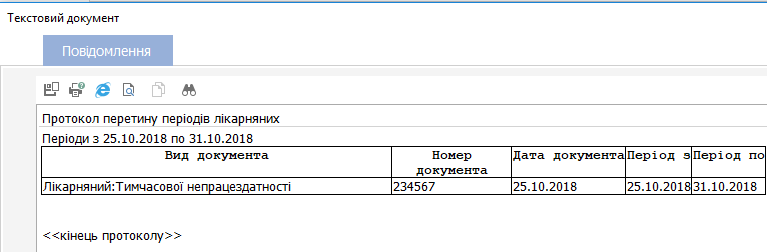 Текстовий документ
Повідомлення
Протокол перетину періодів лікарняних
Періоди з 25.10.2018 по 31.10.2018
Вид документа Номер документа Дата документа Період з Період по
Лікарняний:Тимчасової непрацездатності 234567 25.10.2018 25.10.2018 31.10.2018
<<кінець протоколу>>